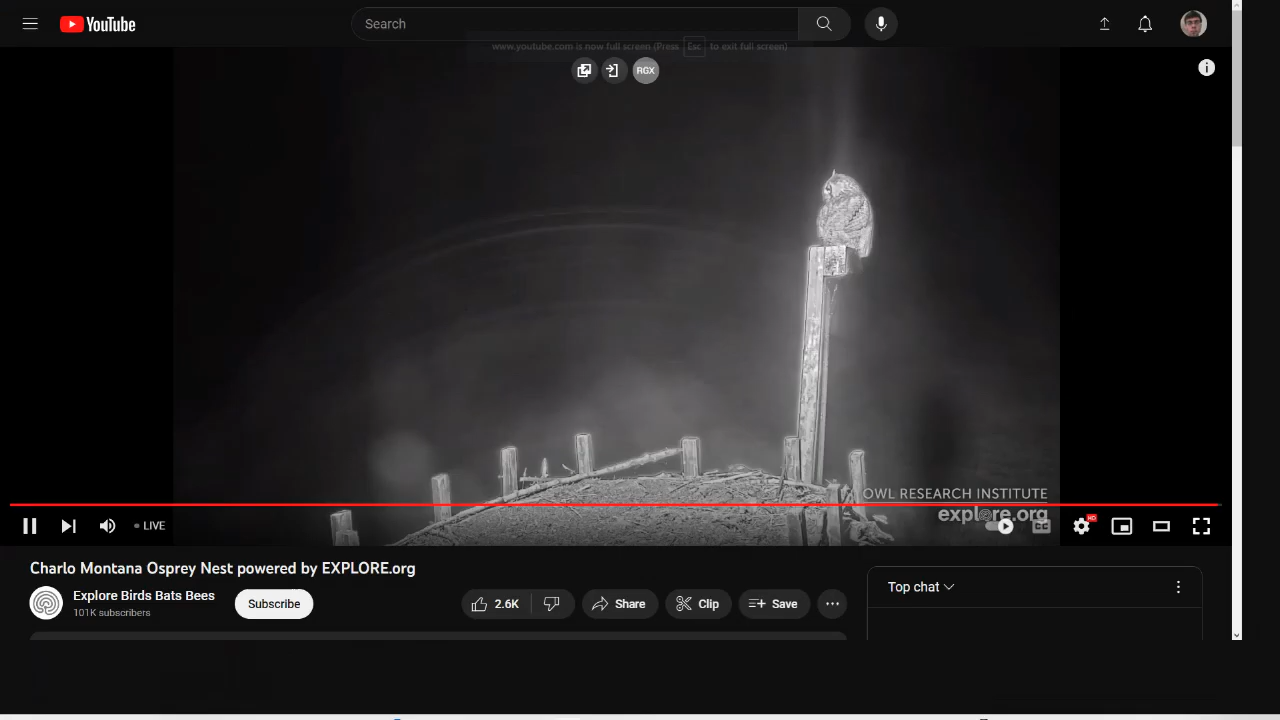 YouTube
Search
www.youtube.com is now full screen (Press Esc to exit full screen)
RGX
OWL RESEARCH INSTITUTE
explore.org
LIVE
CC
HD
Charlo Montana Osprey Nest powered by EXPLORE.org
Explore Birds Bats Bees
101K subscribers
Subscribe
2.6K
Share
Clip
Save
Top chat